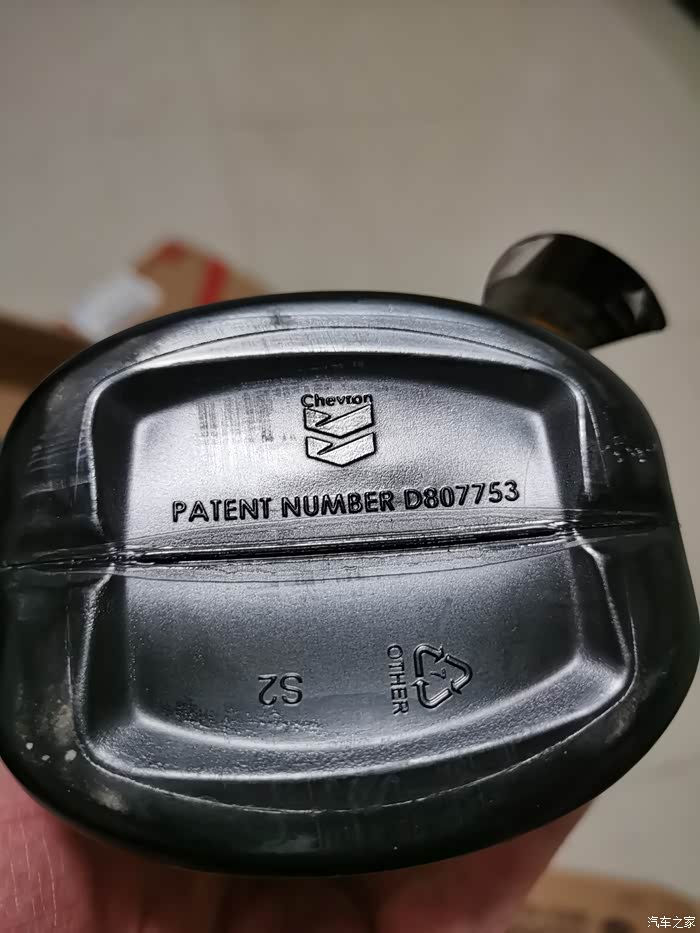 Chevron
PATENT NUMBER D807753
S2
7
OTHER
汽车之家